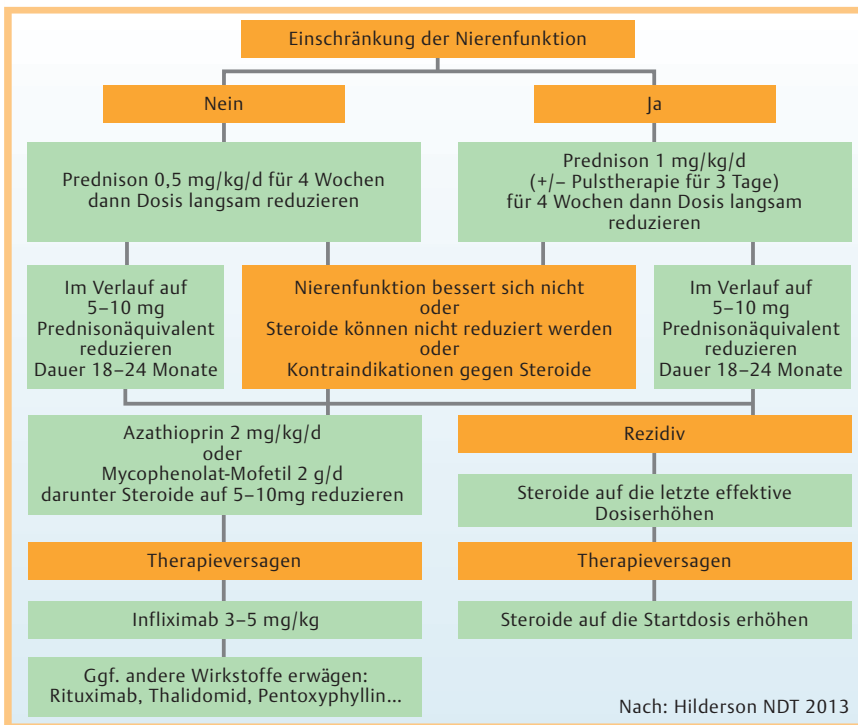 Einschränkung der Nierenfunktion
Nein
Ja
Prednison 0,5 mg/kg/d für 4 Wochen
dann Dosis langsam reduzieren
Prednison 1 mg/kg/d
(+/– Pulstherapie für 3 Tage)
für 4 Wochen dann Dosis langsam
reduzieren
Im Verlauf auf
5–10 mg
Prednisonäquivalent
reduzieren
Dauer 18–24 Monate
Nierenfunktion bessert sich nicht
oder
Steroide können nicht reduziert werden
oder
Kontraindikationen gegen Steroide
Im Verlauf auf
5–10 mg
Prednisonäquivalent
reduzieren
Dauer 18–24 Monate
Azathioprin 2 mg/kg/d
oder
Mycophenolat-Mofetil 2 g/d
darunter Steroide auf 5–10mg reduzieren
Rezidiv
Steroide auf die letzte effektive
Dosiserhöhen
Therapieversagen
Therapieversagen
Infliximab 3–5 mg/kg
Steroide auf die Startdosis erhöhen
Ggf. andere Wirkstoffe erwägen:
Rituximab, Thalidomid, Pentoxyphyllin...
Nach: Hilderson NDT 2013